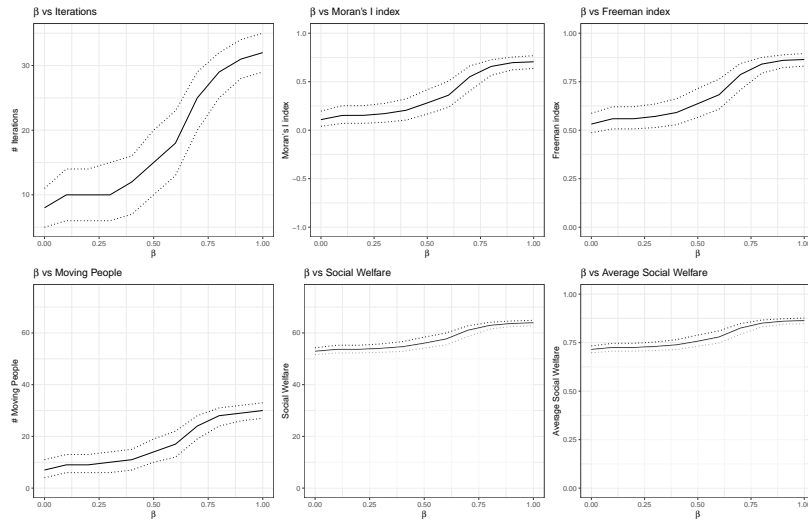 β vs Iterations
# Iterations
30
20
10
0.00 0.25 0.50 0.75 1.00
β
β vs Moran's I index
Moran's I index
1.0
0.5
0.0
−0.5
−1.0
0.00 0.25 0.50 0.75 1.00
β
β vs Freeman index
Freeman index
1.00
0.75
0.50
0.25
0.00
0.00 0.25 0.50 0.75 1.00
β
β vs Moving People
# Moving People
60
40
20
0
0.00 0.25 0.50 0.75 1.00
β
β vs Social Welfare
Social Welfare
60
40
20
0
0.00 0.25 0.50 0.75 1.00
β
β vs Average Social Welfare
Average Social Welfare
1.00
0.75
0.50
0.25
0.00
0.00 0.25 0.50 0.75 1.00
β